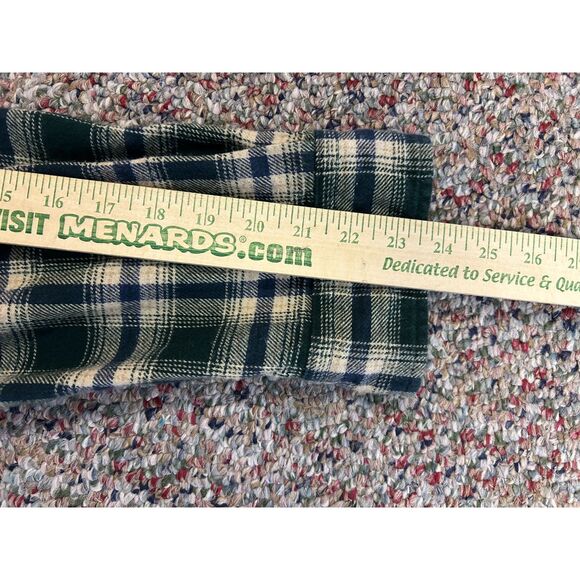 15 16 17 18 19 20 21 22 23 24 25 26
VISIT MENARDS®.com
Dedicated to Service & Qua